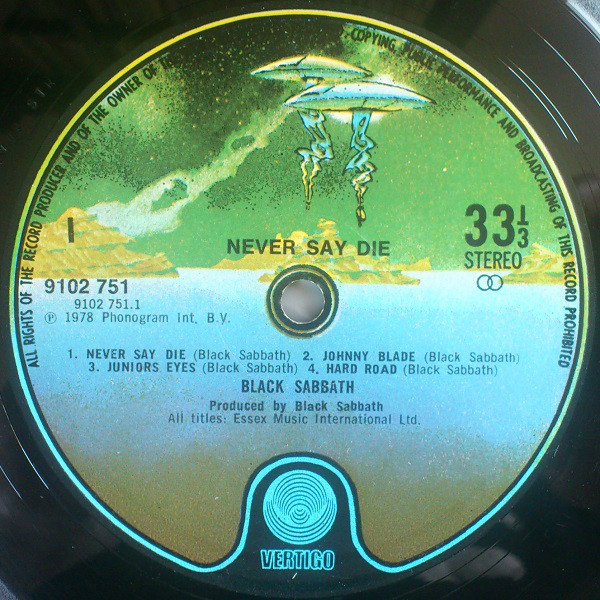 ALL RIGHTS OF THE RECORD PRODUCER AND OF THE OWNER OF THE
COPYING, PUBLIC PERFORMANCE AND BROADCASTING OF THIS RECORD PROHIBITED
I
NEVER SAY DIE
33⅓
STEREO
9102 751
9102 751.1
℗ 1978 Phonogram Int. B.V.
1. NEVER SAY DIE (Black Sabbath) 2. JOHNNY BLADE (Black Sabbath)
3. JUNIORS EYES (Black Sabbath) 4. HARD ROAD (Black Sabbath)
BLACK SABBATH
Produced by Black Sabbath
All titles: Essex Music International Ltd.
VERTIGO